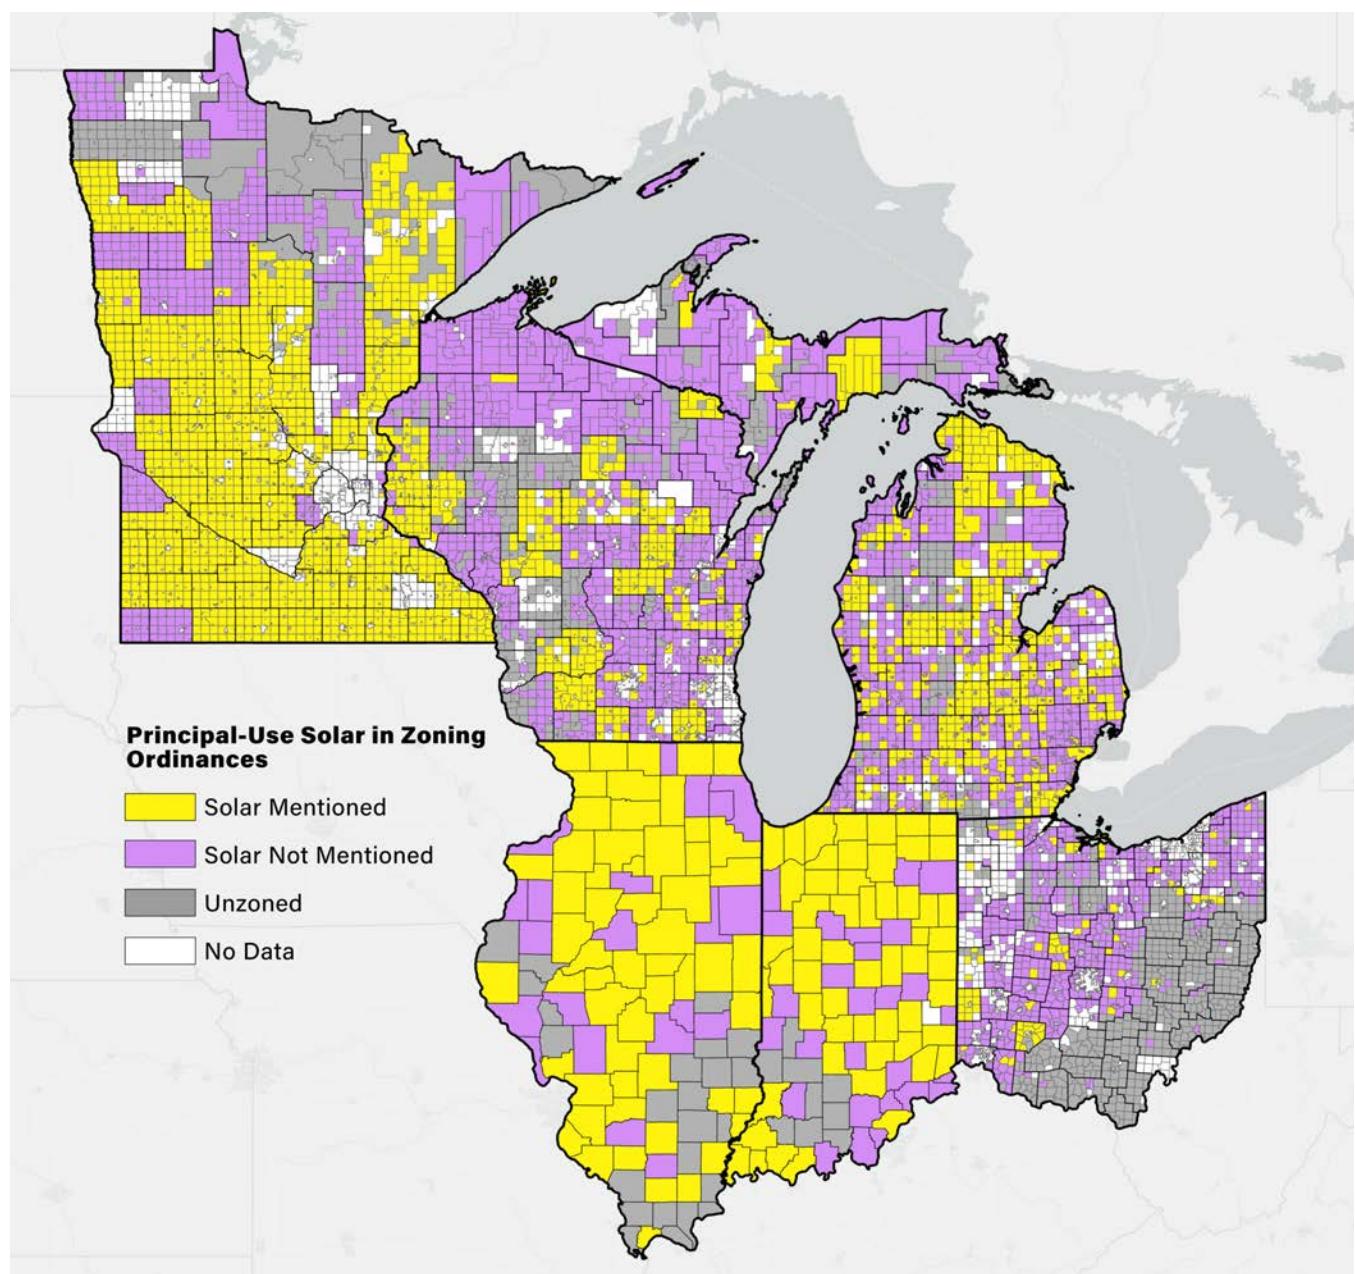 Principal-Use Solar in Zoning
Ordinances
Solar Mentioned
Solar Not Mentioned
Unzoned
No Data